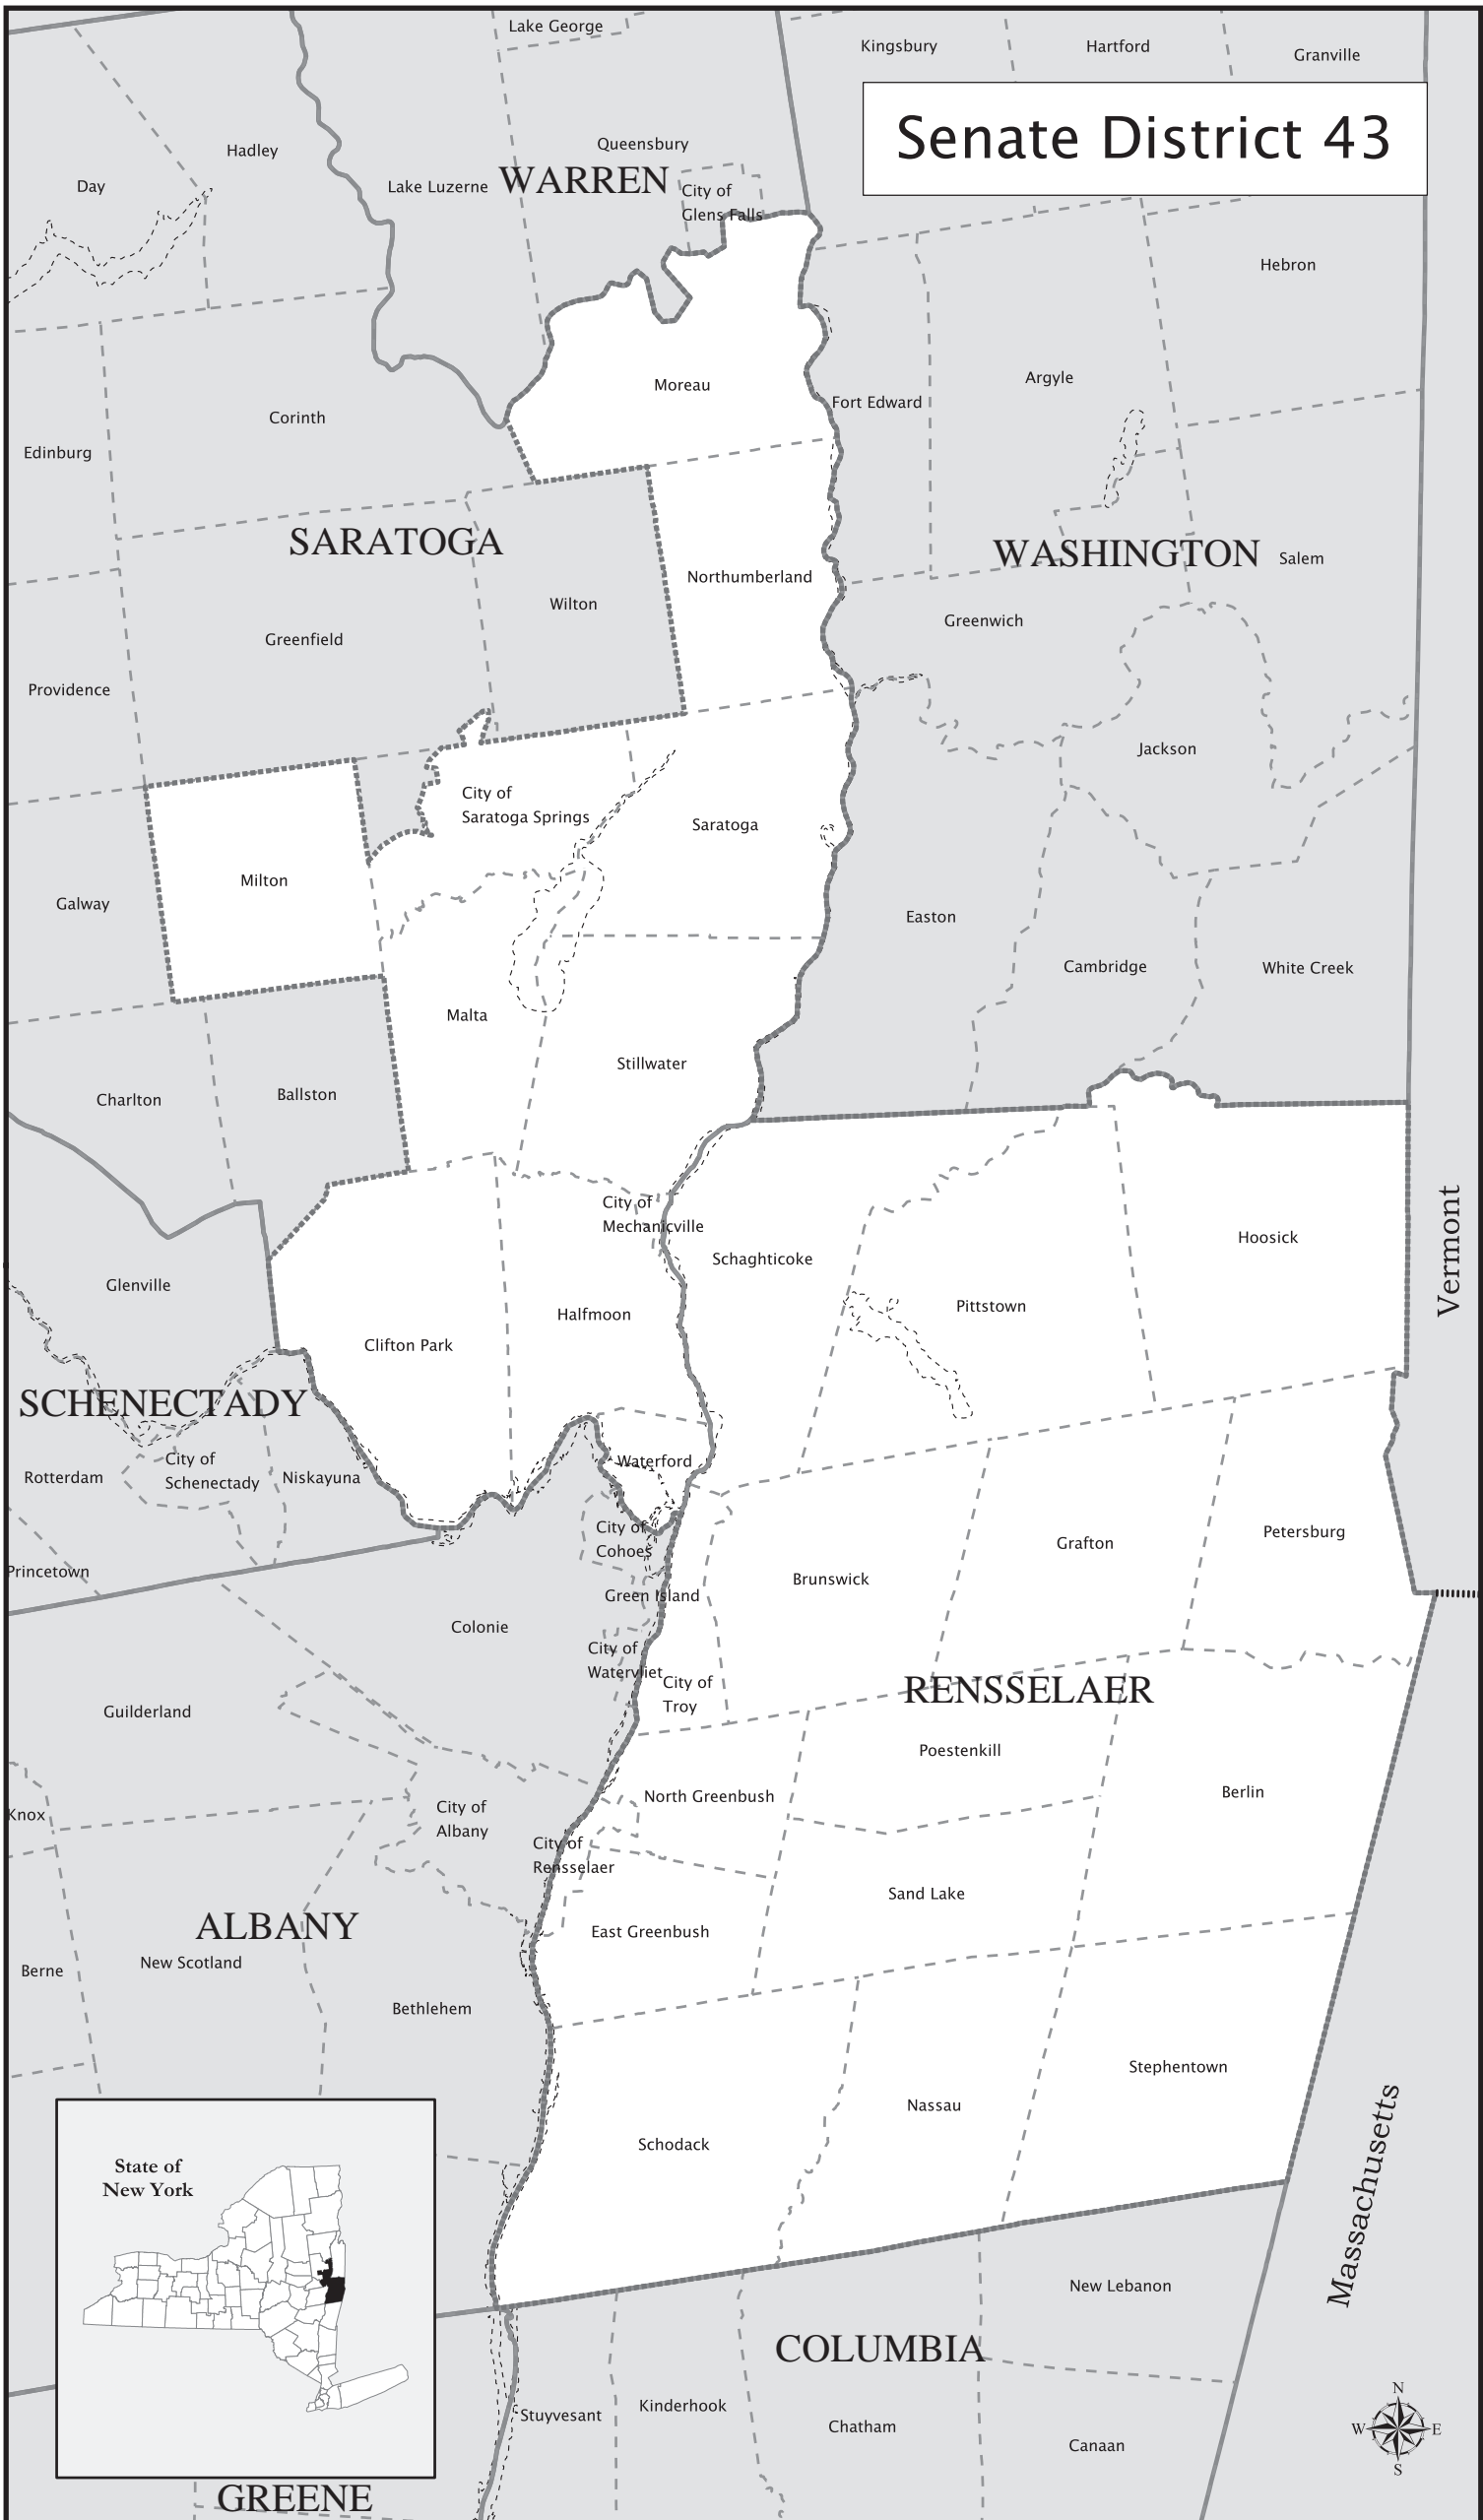 Lake George
Kingsbury
Hartford
Granville
Senate District 43
Hadley
Queensbury
Day
Lake Luzerne
WARREN
City of
Glens Falls
Hebron
Moreau
Argyle
Fort Edward
Corinth
Edinburg
SARATOGA
WASHINGTON
Salem
Northumberland
Wilton
Greenwich
Greenfield
Providence
Jackson
City of
Saratoga Springs
Saratoga
Milton
Galway
Easton
Cambridge
White Creek
Malta
Stillwater
Charlton
Ballston
City of
Mechanicville
Vermont
Hoosick
Schaghticoke
Glenville
Pittstown
Halfmoon
Clifton Park
SCHENECTADY
Rotterdam
City of
Schenectady
Niskayuna
Waterford
City of
Cohoes
Petersburg
Grafton
Princetown
Brunswick
Green Island
Colonie
City of
Watervliet
City of
Troy
RENSSELAER
Guilderland
Poestenkill
Berlin
North Greenbush
Knox
City of
Albany
City of
Rensselaer
Sand Lake
ALBANY
East Greenbush
New Scotland
Berne
Bethlehem
Stephentown
Nassau
Schodack
Massachusetts
State of
New York
New Lebanon
COLUMBIA
Kinderhook
Stuyvesant
Chatham
Canaan
N
W
E
S
GREENE